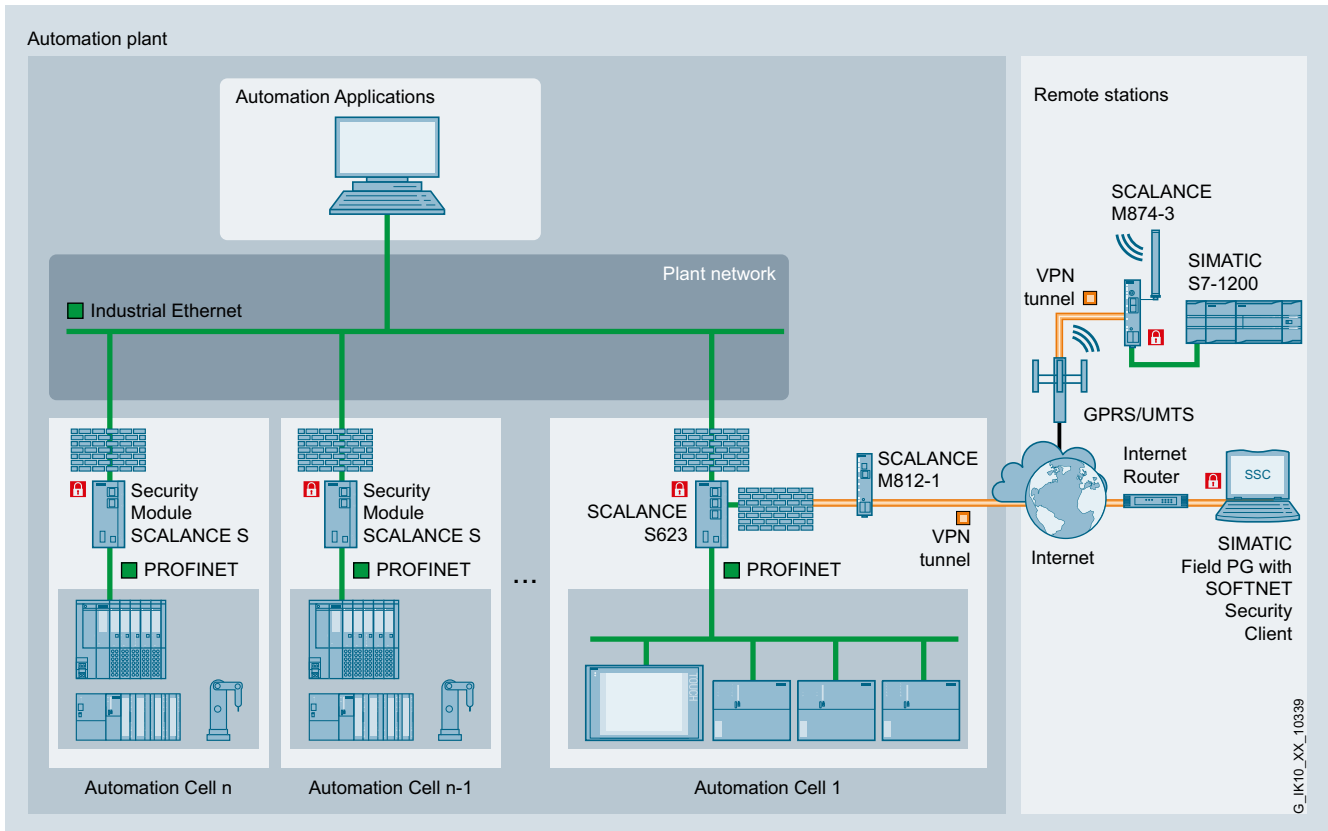 Automation plant
Automation Applications
Plant network
Industrial Ethernet
Security
Module
SCALANCE S
PROFINET
Automation Cell n
Security
Module
SCALANCE S
PROFINET
Automation Cell n-1
...
SCALANCE
S623
PROFINET
TOUCH
Automation Cell 1
SCALANCE
M812-1
VPN
tunnel
Remote stations
SCALANCE
M874-3
SIMATIC
S7-1200
VPN
tunnel
GPRS/UMTS
Internet
Router
Internet
SSC
SIMATIC
Field PG with
SOFTNET
Security
Client
G_IK10_XX_10339